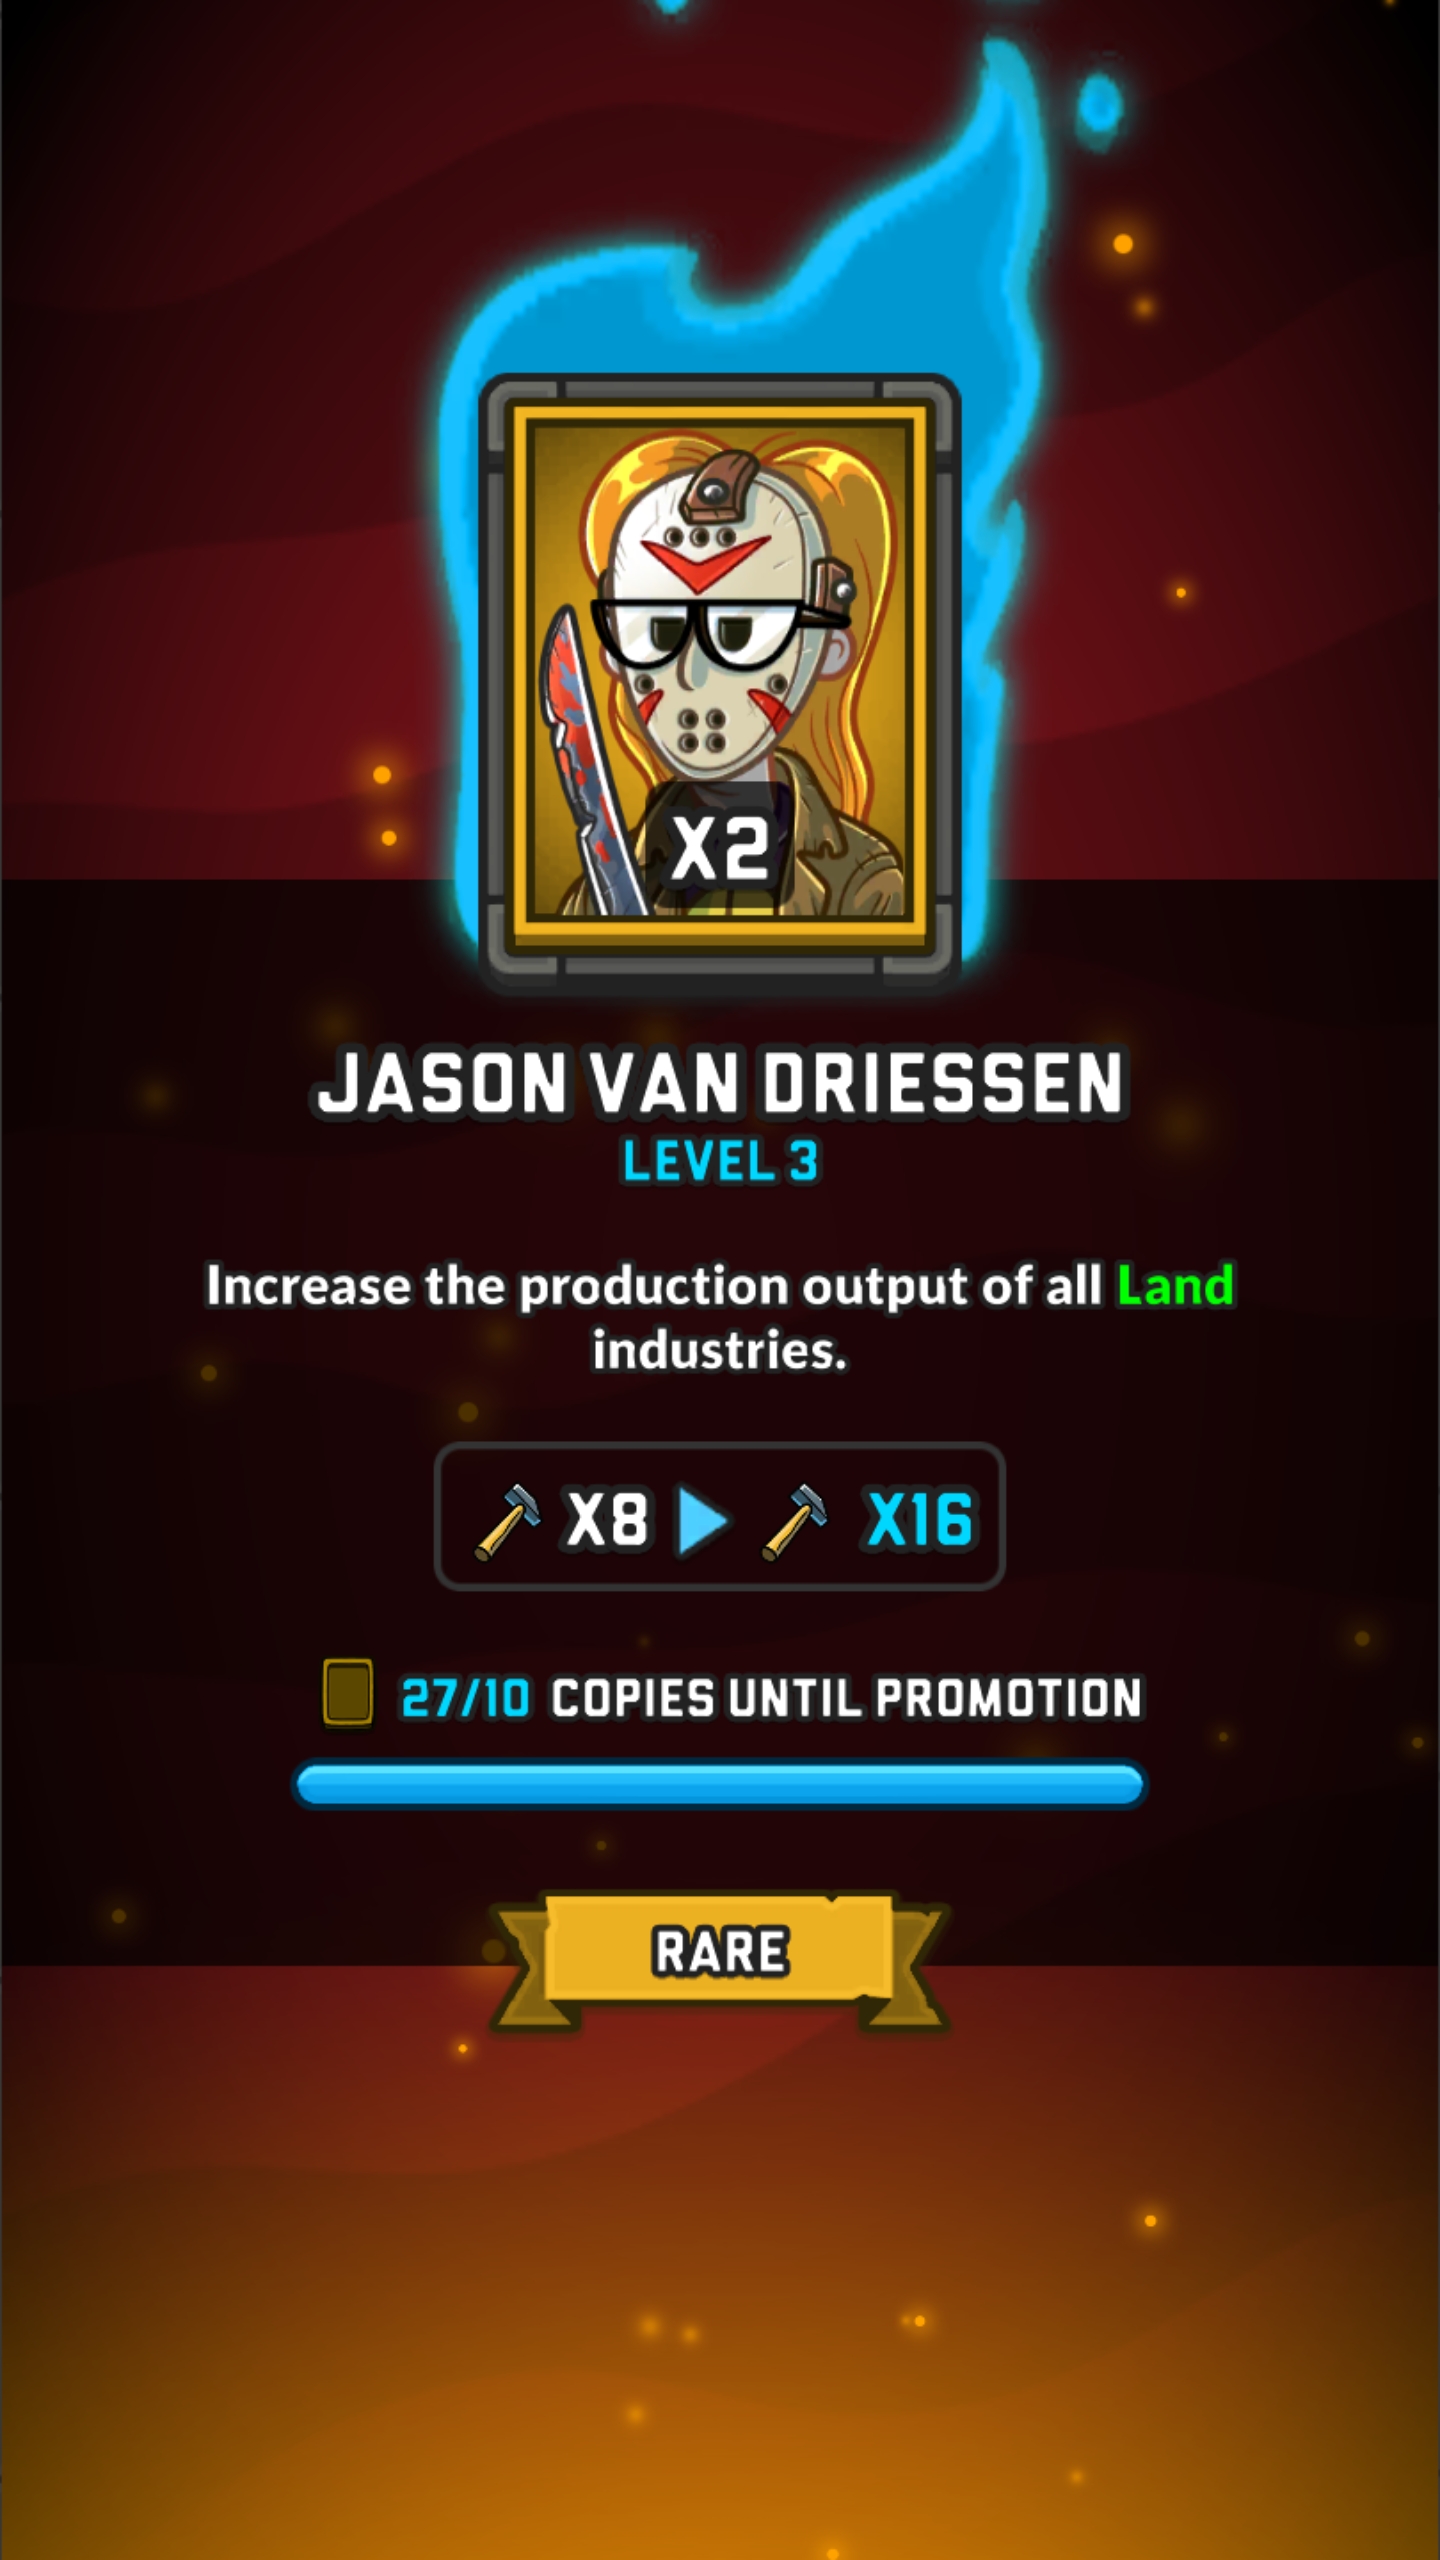 X2
JASON VAN DRIESSEN
LEVEL 3
Increase the production output of all Land
industries.
X8 X16
27/10 COPIES UNTIL PROMOTION
RARE